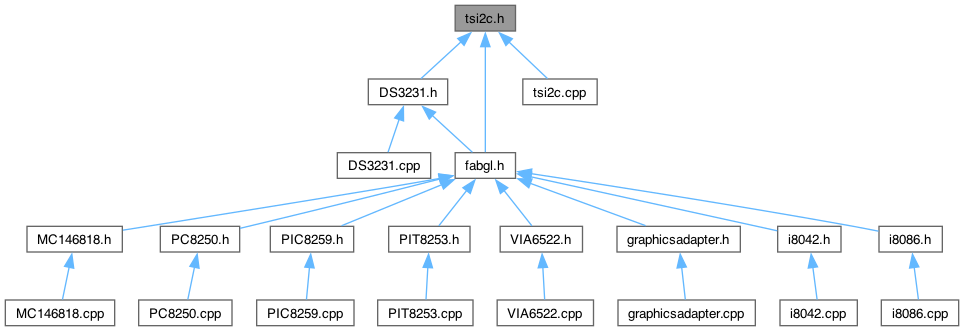 tsi2c.h
DS3231.h
tsi2c.cpp
DS3231.cpp
fabgl.h
MC146818.h
PC8250.h
PIC8259.h
PIT8253.h
VIA6522.h
graphicsadapter.h
i8042.h
i8086.h
MC146818.cpp
PC8250.cpp
PIC8259.cpp
PIT8253.cpp
VIA6522.cpp
graphicsadapter.cpp
i8042.cpp
i8086.cpp